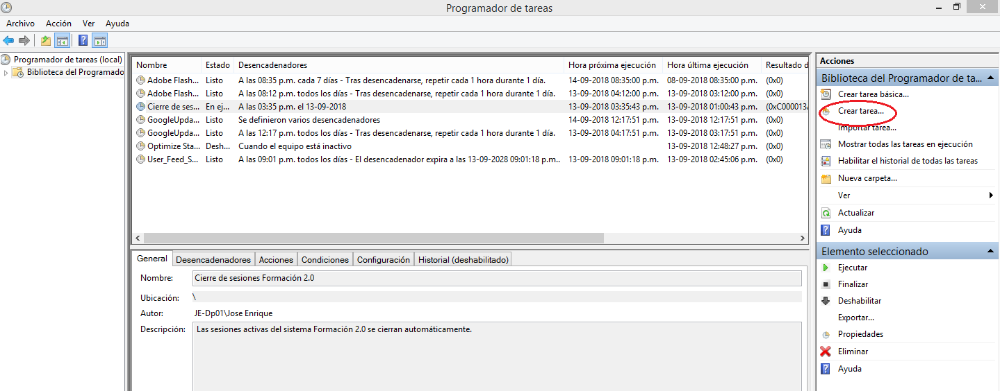 Programador de tareas
Archivo Acción Ver Ayuda
Programador de tareas (local)
Biblioteca del Programado
Nombre Estado Desencadenadores Hora próxima ejecución Hora última ejecución Resultado d
Adobe Flash... Listo A las 08:35 p.m. cada 7 días - Tras desencadenarse, repetir cada 1 hora durante 1 día. 14-09-2018 08:35:00 p.m. 08-09-2018 08:35:00 p.m. (0x0)
Adobe Flash... Listo A las 08:12 p.m. todos los días - Tras desencadenarse, repetir cada 1 hora durante 1 día. 13-09-2018 04:12:00 p.m. 13-09-2018 03:12:00 p.m. (0x0)
Cierre de ses... En ej... A las 03:35 p.m. el 13-09-2018 13-09-2018 03:35:43 p.m. 13-09-2018 01:00:43 p.m. (0xC000013A
GoogleUpda... Listo Se definieron varios desencadenadores 14-09-2018 12:17:51 p.m. 13-09-2018 12:17:51 p.m. (0x0)
GoogleUpda... Listo A las 12:17 p.m. todos los días - Tras desencadenarse, repetir cada 1 hora durante 1 día. 13-09-2018 04:17:51 p.m. 13-09-2018 03:17:51 p.m. (0x0)
Optimize Sta... Desh... Cuando el equipo está inactivo 13-09-2018 12:48:27 p.m. (0x0)
User_Feed_S... Listo A las 09:01 p.m. todos los días - El desencadenador expira a las 13-09-2028 09:01:18 p.m.. 13-09-2018 09:01:18 p.m. 13-09-2018 02:45:06 p.m. (0x0)
General Desencadenadores Acciones Condiciones Configuración Historial (deshabilitado)
Nombre: Cierre de sesiones Formación 2.0
Ubicación: \
Autor: JE-Dp01\Jose Enrique
Descripción: Las sesiones activas del sistema Formación 2.0 se cierran automáticamente.
Acciones
Biblioteca del Programador de ta...
Crear tarea básica...
Crear tarea...
Importar tarea...
Mostrar todas las tareas en ejecución
Habilitar el historial de todas las tareas
Nueva carpeta...
Ver
Actualizar
Ayuda
Elemento seleccionado
Ejecutar
Finalizar
Deshabilitar
Exportar...
Propiedades
Eliminar
Ayuda